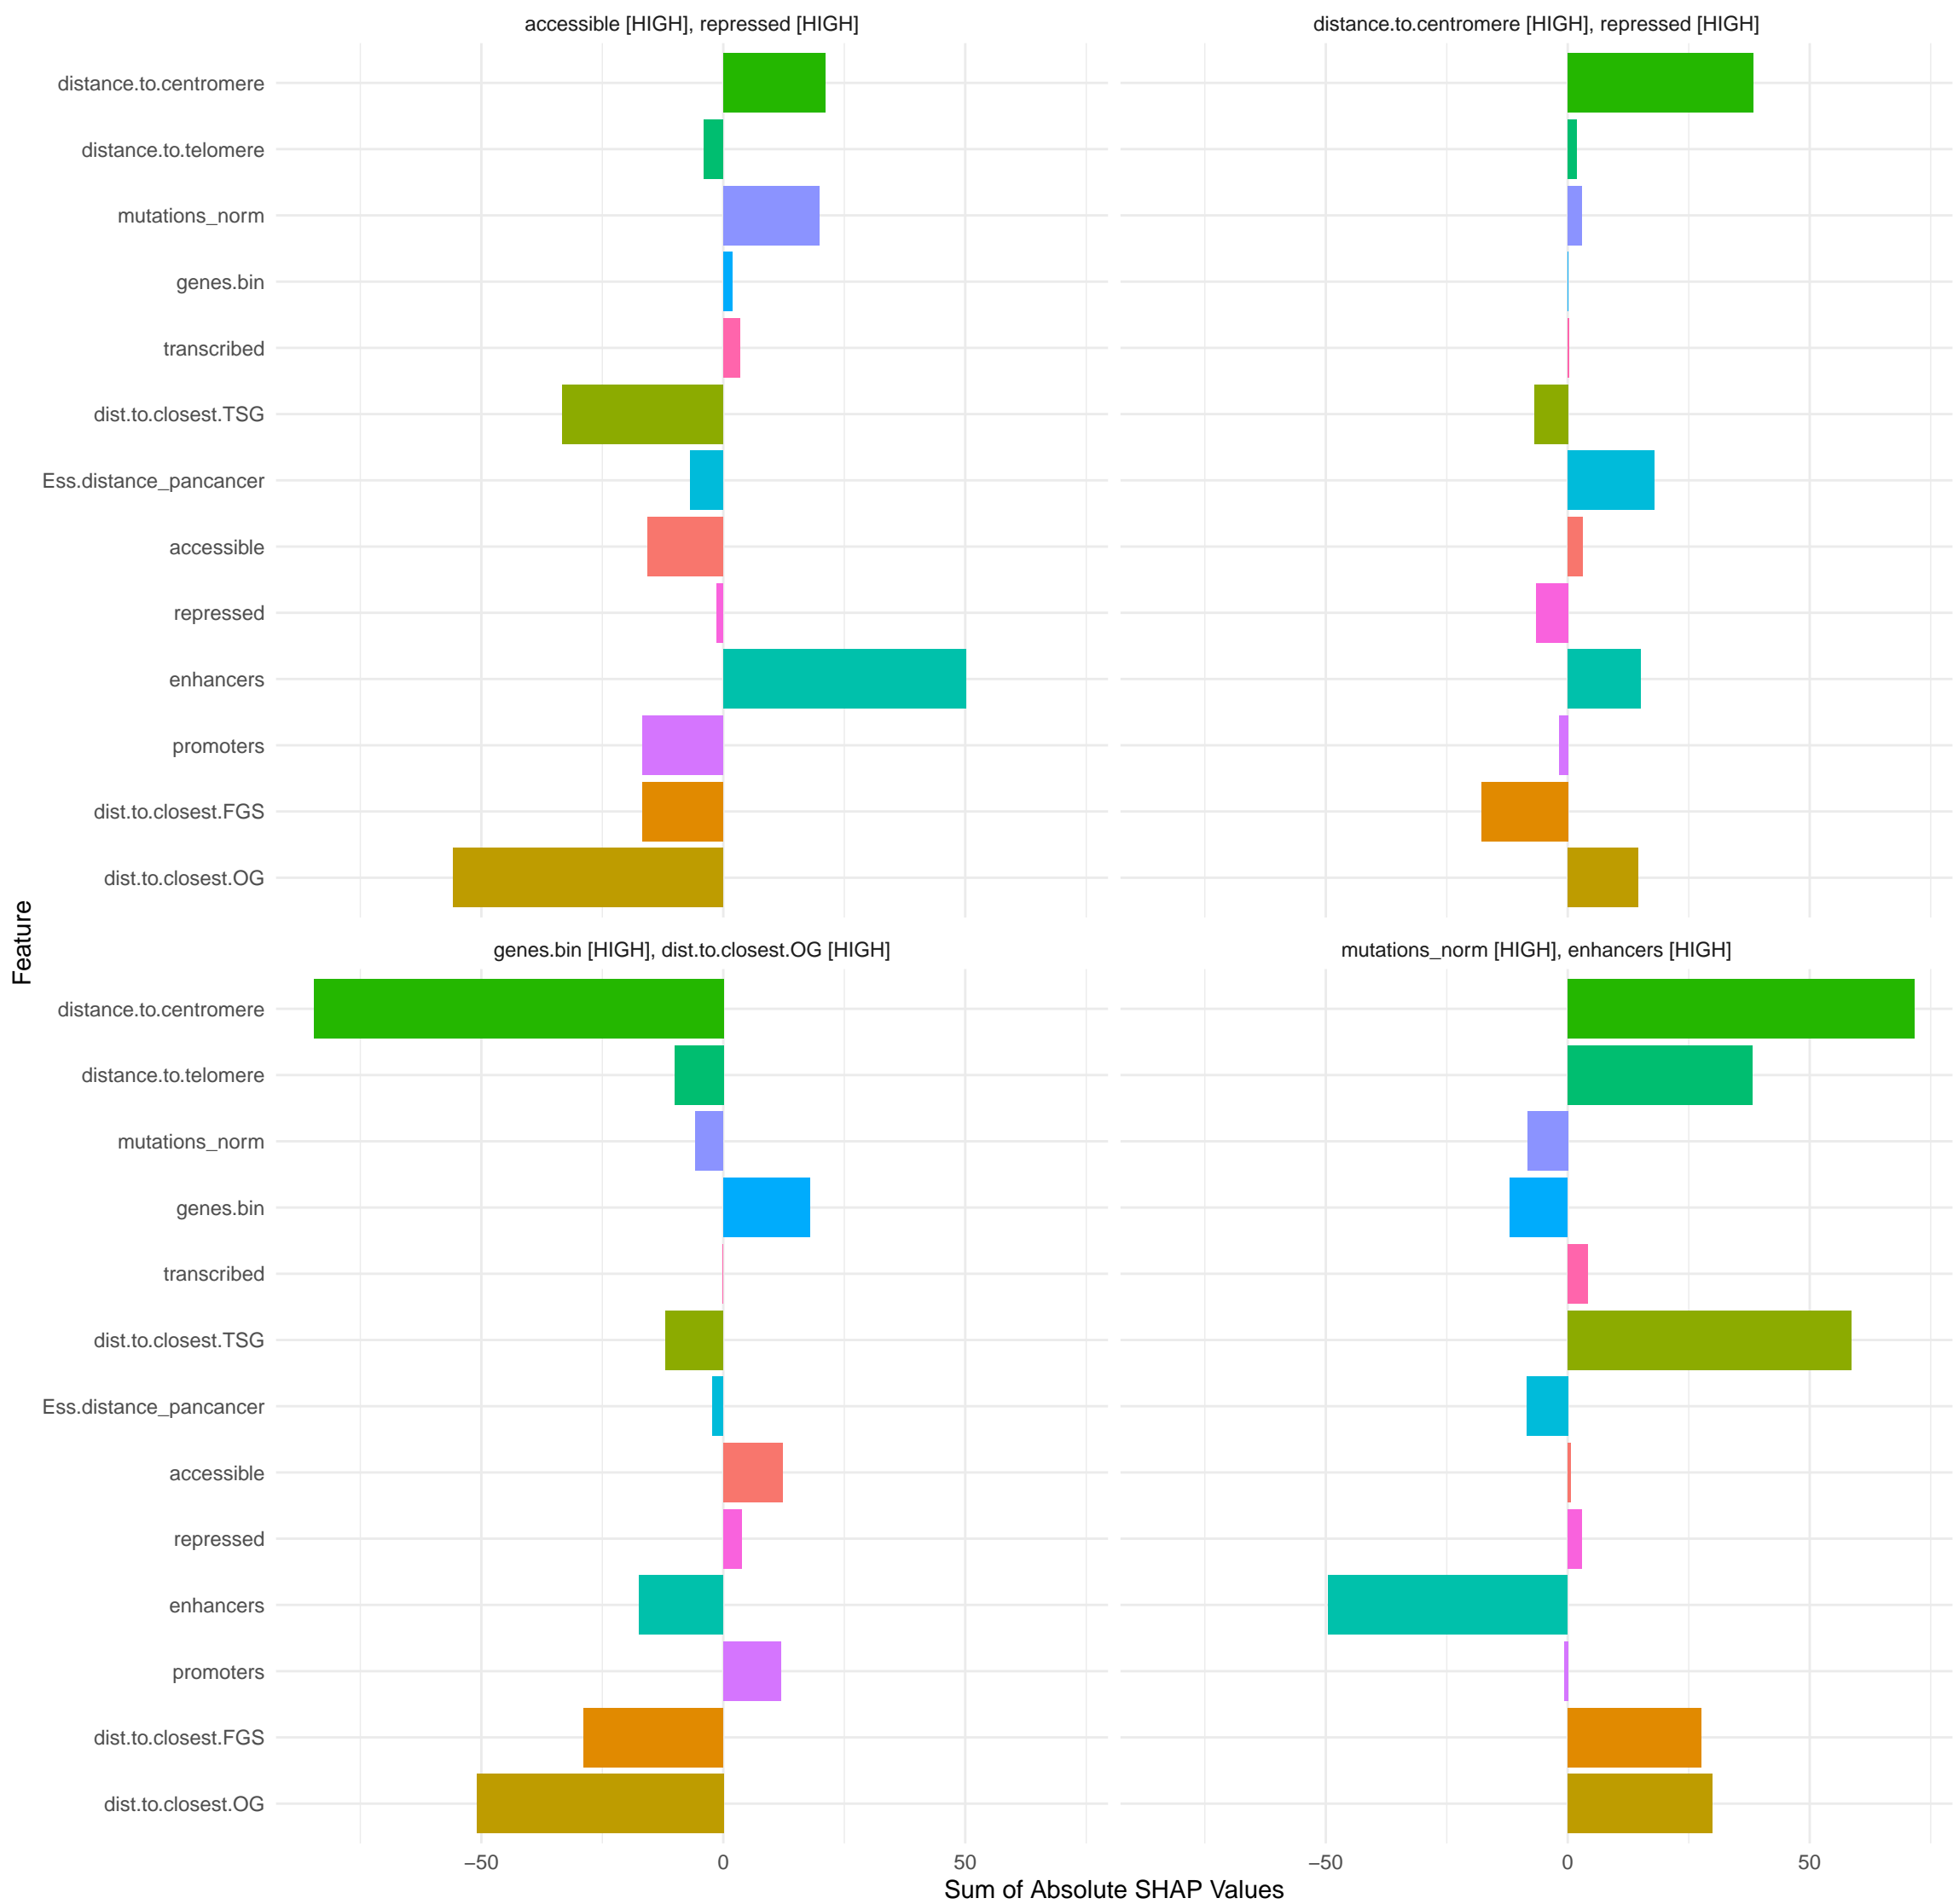 accessible [HIGH], repressed [HIGH]
distance.to.centromere [HIGH], repressed [HIGH]
distance.to.centromere
distance.to.telomere
mutations_norm
genes.bin
transcribed
dist.to.closest.TSG
Ess.distance_pancancer
accessible
repressed
enhancers
promoters
dist.to.closest.FGS
dist.to.closest.OG
Feature
genes.bin [HIGH], dist.to.closest.OG [HIGH]
mutations_norm [HIGH], enhancers [HIGH]
distance.to.centromere
distance.to.telomere
mutations_norm
genes.bin
transcribed
dist.to.closest.TSG
Ess.distance_pancancer
accessible
repressed
enhancers
promoters
dist.to.closest.FGS
dist.to.closest.OG
−50 0 50 −50 0 50
Sum of Absolute SHAP Values